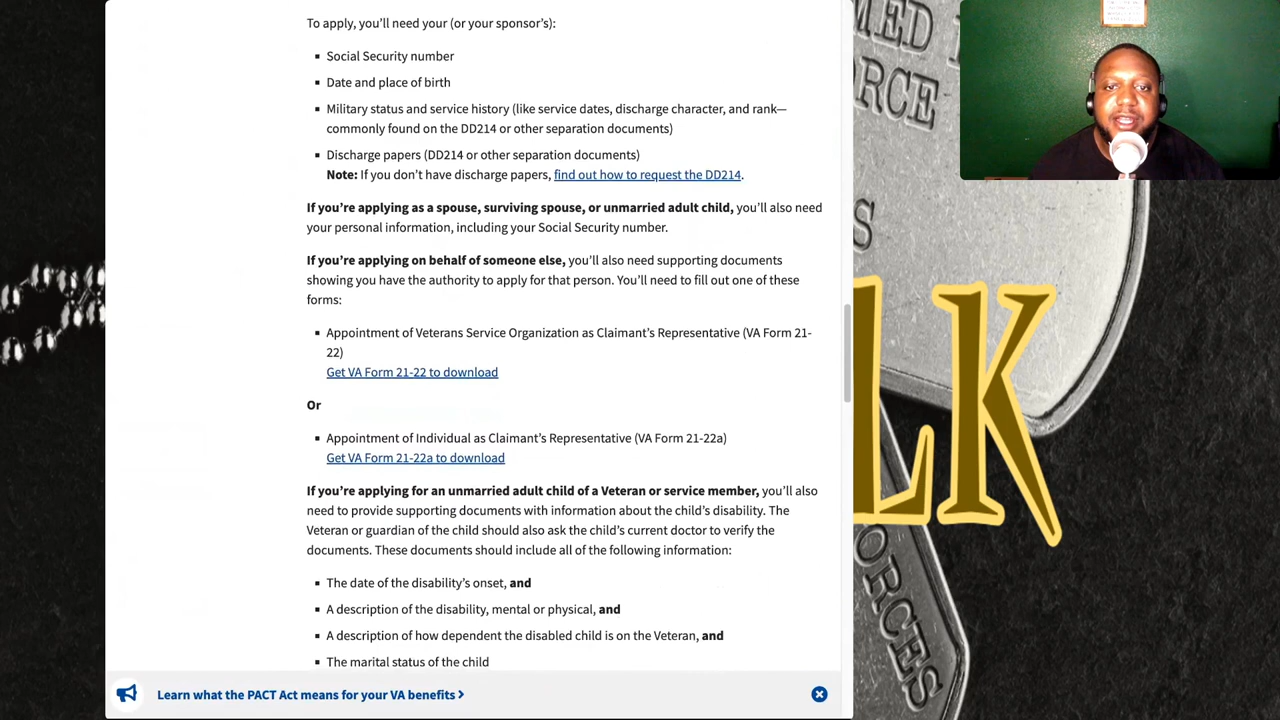 To apply, you’ll need your (or your sponsor’s):
▪ Social Security number
▪ Date and place of birth
▪ Military status and service history (like service dates, discharge character, and rank—
commonly found on the DD214 or other separation documents)
▪ Discharge papers (DD214 or other separation documents)
Note: If you don’t have discharge papers, find out how to request the DD214.
If you’re applying as a spouse, surviving spouse, or unmarried adult child, you’ll also need
your personal information, including your Social Security number.
If you’re applying on behalf of someone else, you’ll also need supporting documents
showing you have the authority to apply for that person. You’ll need to fill out one of these
forms:
▪ Appointment of Veterans Service Organization as Claimant’s Representative (VA Form 21-
22)
Get VA Form 21-22 to download
Or
▪ Appointment of Individual as Claimant’s Representative (VA Form 21-22a)
Get VA Form 21-22a to download
If you’re applying for an unmarried adult child of a Veteran or service member, you’ll also
need to provide supporting documents with information about the child’s disability. The
Veteran or guardian of the child should also ask the child’s current doctor to verify the
documents. These documents should include all of the following information:
▪ The date of the disability’s onset, and
▪ A description of the disability, mental or physical, and
▪ A description of how dependent the disabled child is on the Veteran, and
▪ The marital status of the child
Learn what the PACT Act means for your VA benefits
MED
ORCE
S
LK
ORCES